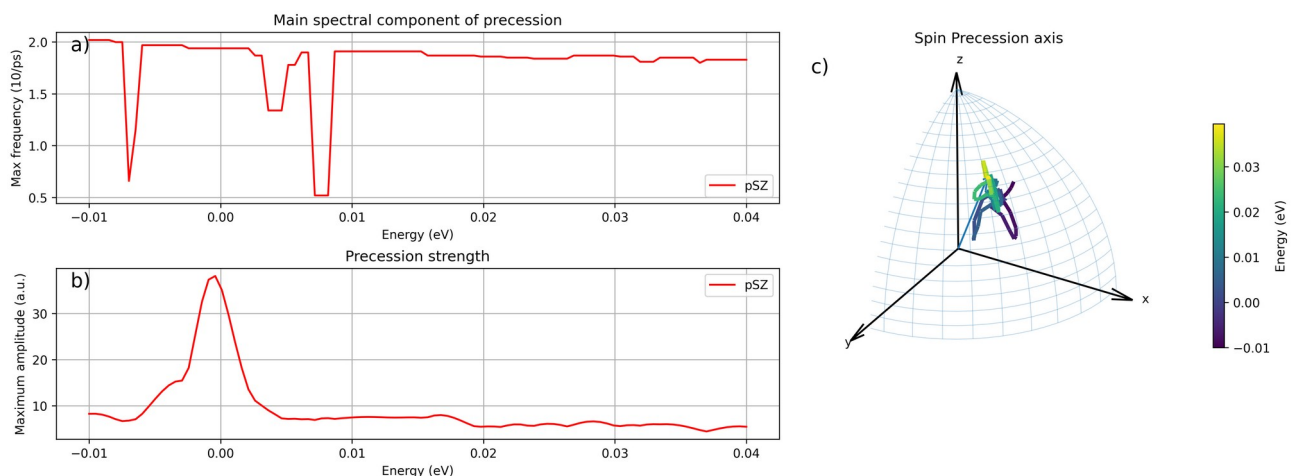 Main spectral component of precession
a)
Max frequency (10/ps)
2.0
1.5
1.0
0.5
pSZ
−0.01 0.00 0.01 0.02 0.03 0.04
Energy (eV)
Precession strength
b)
Maximum amplitude (a.u.)
30
20
10
pSZ
−0.01 0.00 0.01 0.02 0.03 0.04
Energy (eV)
c)
Spin Precession axis
z
x
y
0.03
0.02
0.01
0.00
−0.01
Energy (eV)